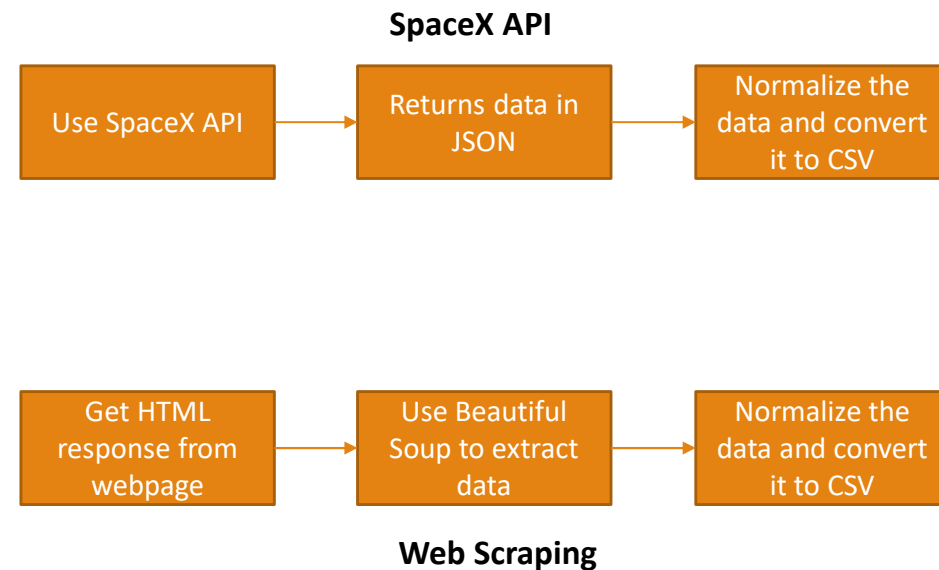 SpaceX API
Use SpaceX API
Returns data in
JSON
Normalize the
data and convert
it to CSV
Get HTML
response from
webpage
Use Beautiful
Soup to extract
data
Normalize the
data and convert
it to CSV
Web Scraping